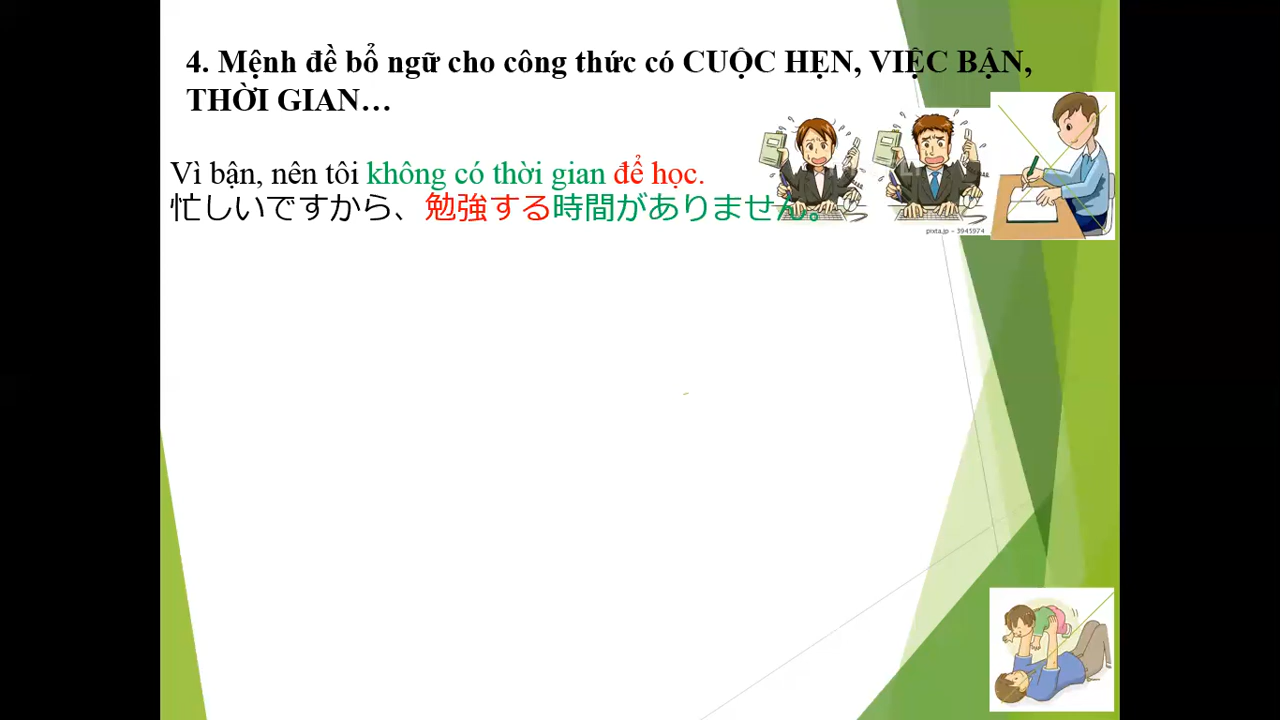 4. Mệnh đề bổ ngữ cho công thức có CUỘC HẸN, VIỆC BẬN,
THỜI GIAN…
Vì bận, nên tôi không có thời gian để học.
忙しいですから、勉強する時間がありません。
pixta.jp - 3945974